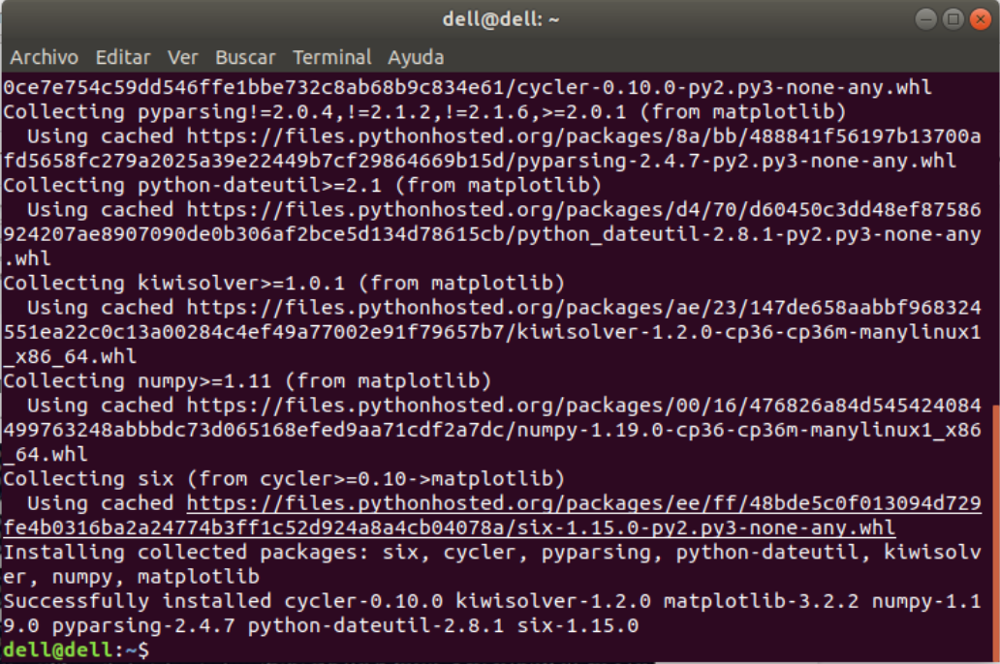 dell@dell: ~
Archivo Editar Ver Buscar Terminal Ayuda
0ce7e754c59dd546ffe1bbe732c8ab68b9c834e61/cycler-0.10.0-py2.py3-none-any.whl
Collecting pyparsing!=2.0.4,!=2.1.2,!=2.1.6,>=2.0.1 (from matplotlib)
  Using cached https://files.pythonhosted.org/packages/8a/bb/488841f56197b13700a
fd5658fc279a2025a39e22449b7cf29864669b15d/pyparsing-2.4.7-py2.py3-none-any.whl
Collecting python-dateutil>=2.1 (from matplotlib)
  Using cached https://files.pythonhosted.org/packages/d4/70/d60450c3dd48ef87586
924207ae8907090de0b306af2bce5d134d78615cb/python_dateutil-2.8.1-py2.py3-none-any
.whl
Collecting kiwisolver>=1.0.1 (from matplotlib)
  Using cached https://files.pythonhosted.org/packages/ae/23/147de658aabbf968324
551ea22c0c13a00284c4ef49a77002e91f79657b7/kiwisolver-1.2.0-cp36-cp36m-manylinux1
_x86_64.whl
Collecting numpy>=1.11 (from matplotlib)
  Using cached https://files.pythonhosted.org/packages/00/16/476826a84d545424084
499763248abbbdc73d065168efed9aa71cdf2a7dc/numpy-1.19.0-cp36-cp36m-manylinux1_x86
_64.whl
Collecting six (from cycler>=0.10->matplotlib)
  Using cached https://files.pythonhosted.org/packages/ee/ff/48bde5c0f013094d729
fe4b0316ba2a24774b3ff1c52d924a8a4cb04078a/six-1.15.0-py2.py3-none-any.whl
Installing collected packages: six, cycler, pyparsing, python-dateutil, kiwisolv
er, numpy, matplotlib
Successfully installed cycler-0.10.0 kiwisolver-1.2.0 matplotlib-3.2.2 numpy-1.1
9.0 pyparsing-2.4.7 python-dateutil-2.8.1 six-1.15.0
dell@dell:~$